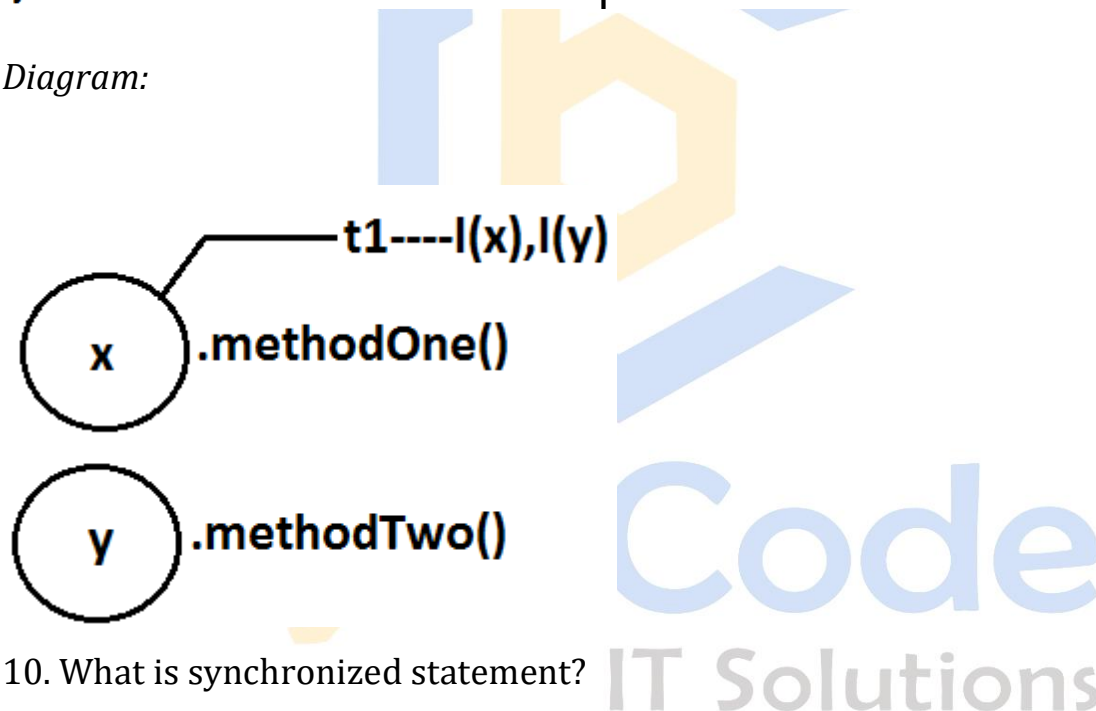 Diagram:
t1----l(x),l(y)
x .methodOne()
y .methodTwo()
Code
10. What is synchronized statement?
IT Solutions